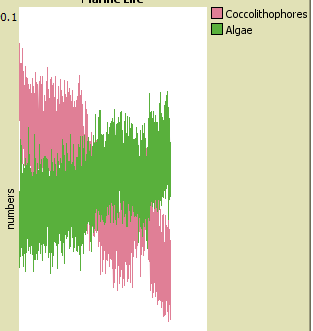 Marine Life
0.1
Coccolithophores
Algae
numbers